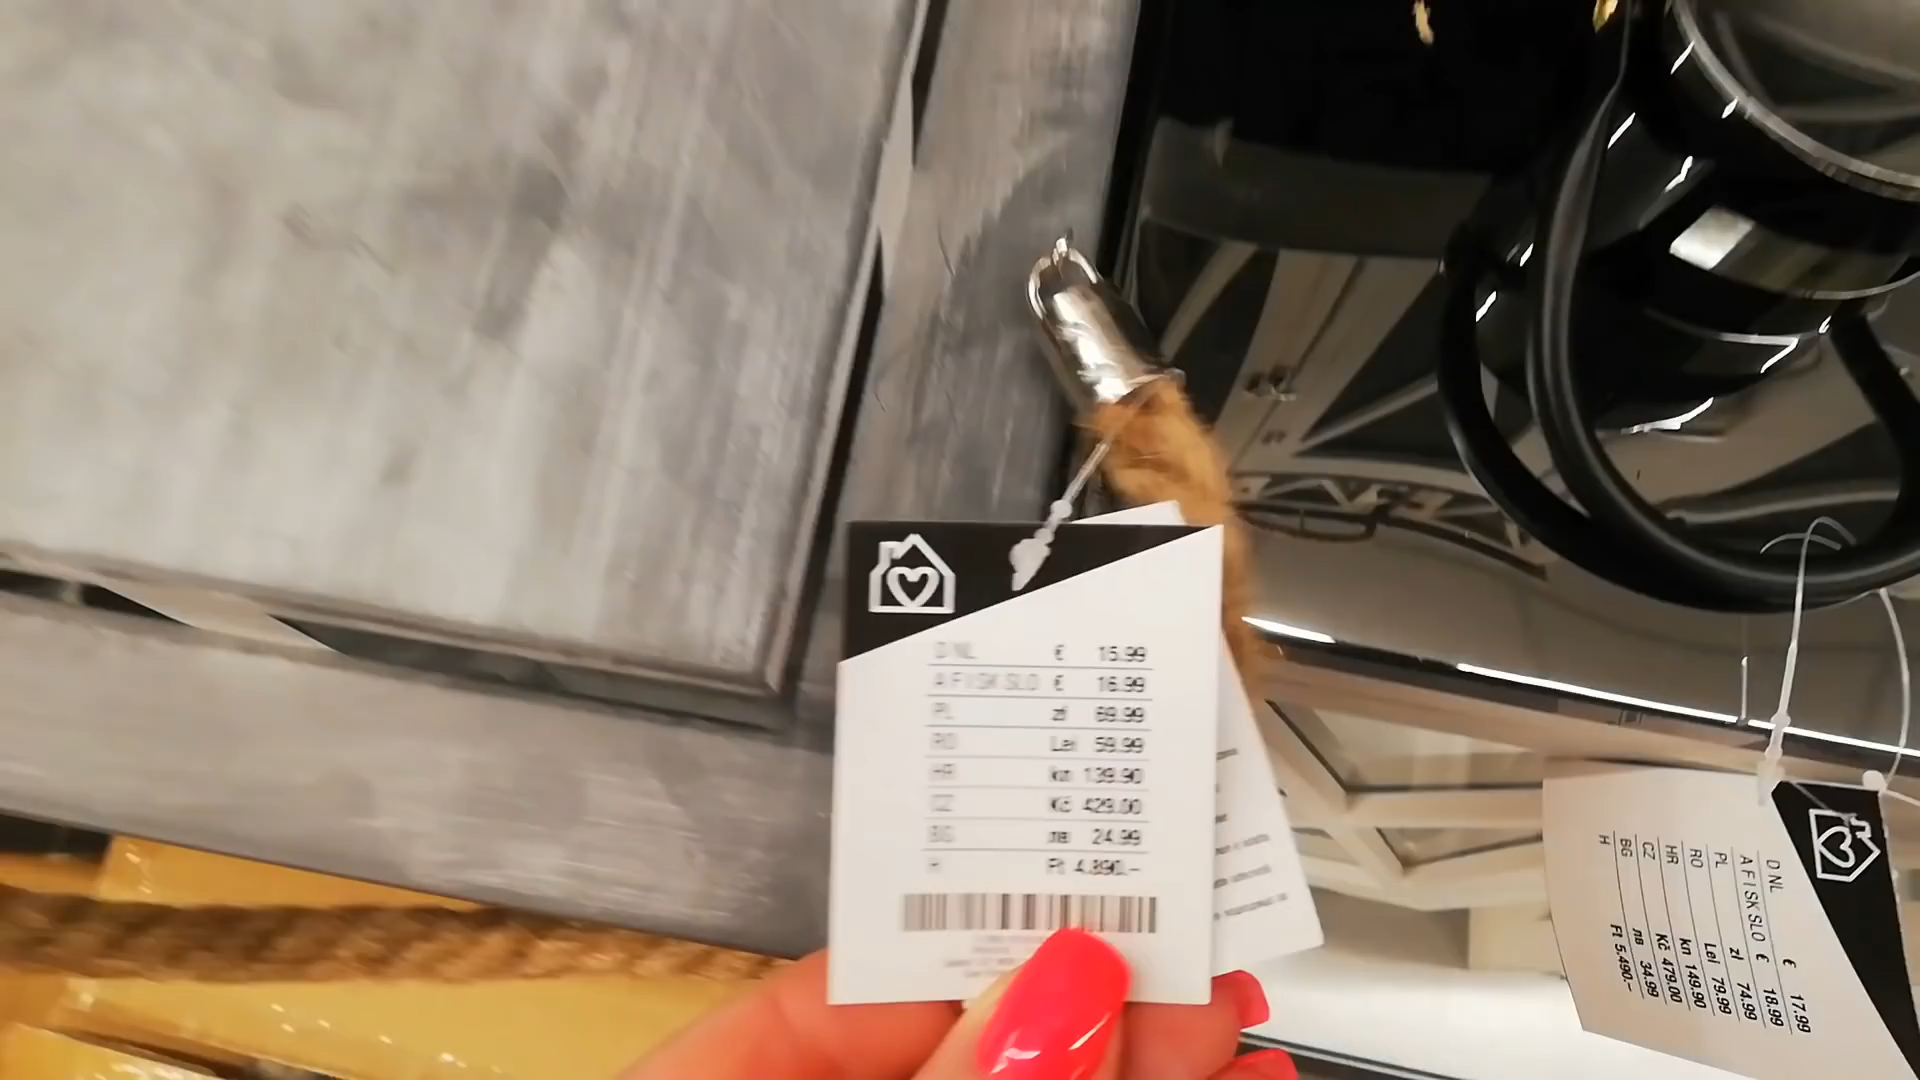 D NL € 15.99
A F I SK SLO € 16.99
PL zł 69.99
RO Lei 59.99
HR kn 139.90
CZ Kč 429.00
BG лв 24.99
H Ft 4.890.-
D NL € 17.99
A F I SK SLO € 18.99
PL zł 74.99
RO Lei 79.99
HR kn 149.90
CZ Kč 479.00
BG лв 34.99
H Ft 5.490.-